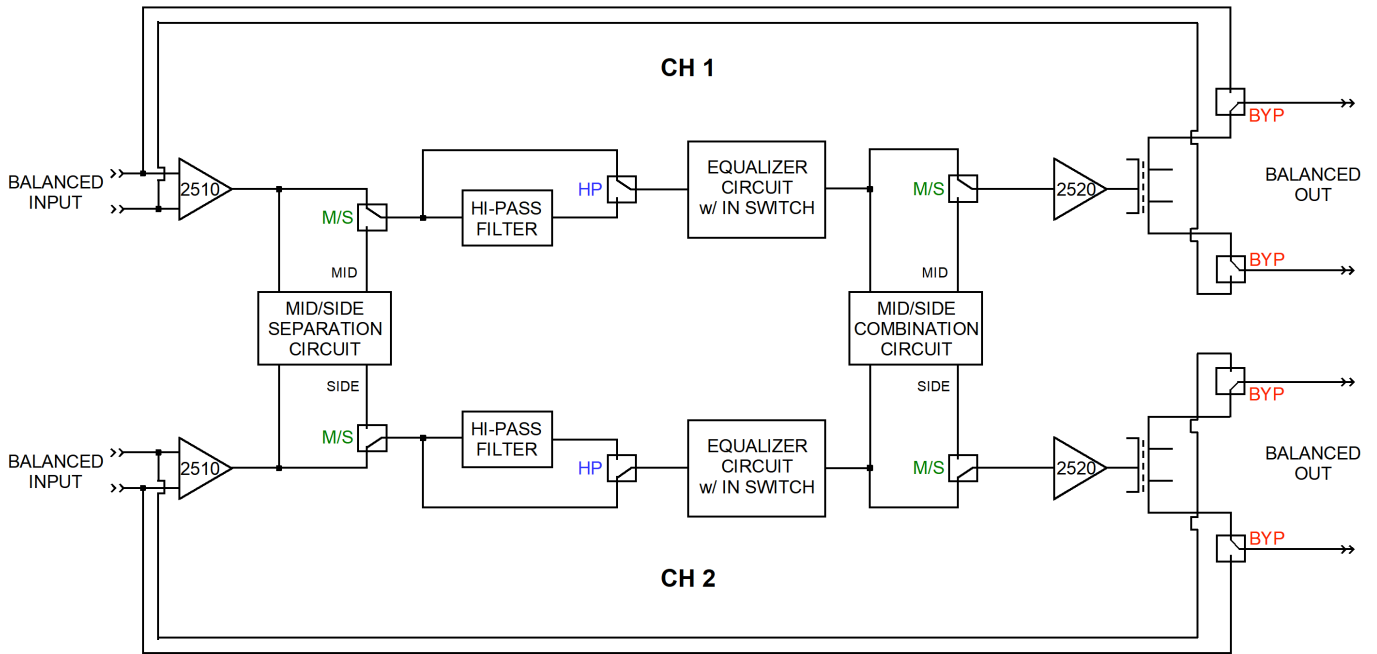 CH 1
BYP
BALANCED
INPUT
2510
M/S
HP
HI-PASS
FILTER
EQUALIZER
CIRCUIT
w/ IN SWITCH
M/S
2520
BALANCED
OUT
BYP
MID
MID
MID/SIDE
SEPARATION
CIRCUIT
MID/SIDE
COMBINATION
CIRCUIT
SIDE
SIDE
BYP
BALANCED
INPUT
2510
M/S
HI-PASS
FILTER
HP
EQUALIZER
CIRCUIT
w/ IN SWITCH
M/S
2520
BALANCED
OUT
BYP
CH 2